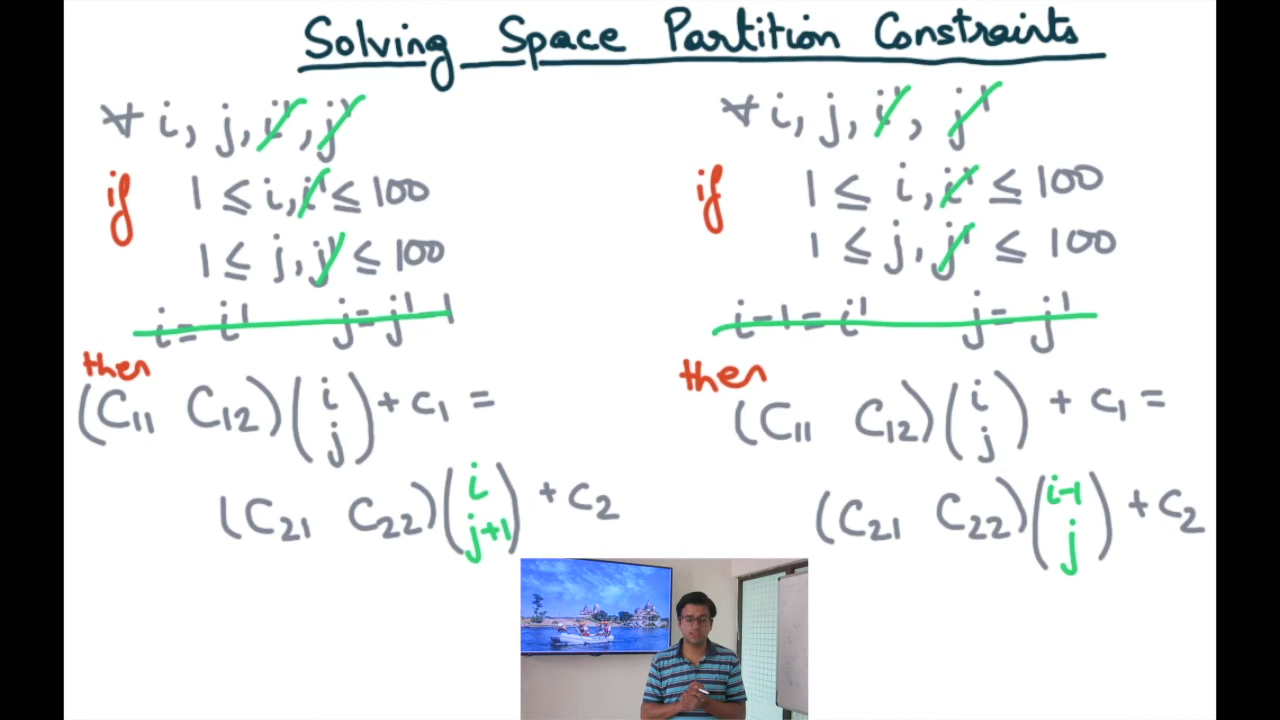 Solving Space Partition Constraints
∀ i, j, i', j'
if 1 ≤ i, i' ≤ 100
1 ≤ j, j' ≤ 100
i = i' j = j' - 1
then
(C11 C12) (i j) + c1 =
(C21 C22) (i j+1) + c2
∀ i, j, i', j'
if 1 ≤ i, i' ≤ 100
1 ≤ j, j' ≤ 100
i - 1 = i' j = j'
then
(C11 C12) (i j) + c1 =
(C21 C22) (i-1 j) + c2